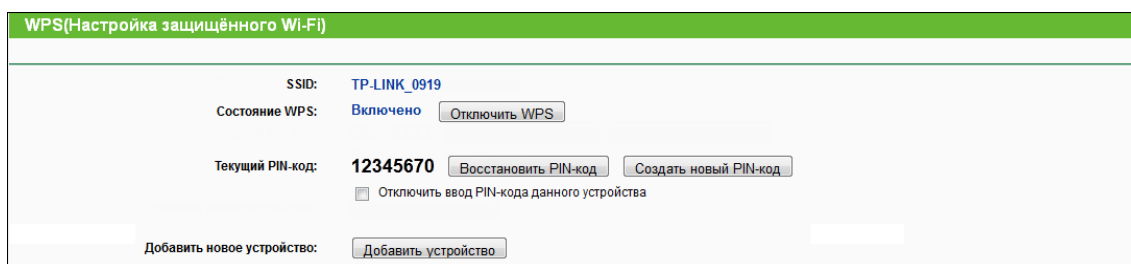 WPS(Настройка защищённого Wi-Fi)
SSID: TP-LINK_0919
Состояние WPS: Включено Отключить WPS
Текущий PIN-код: 12345670 Восстановить PIN-код Создать новый PIN-код
Отключить ввод PIN-кода данного устройства
Добавить новое устройство: Добавить устройство